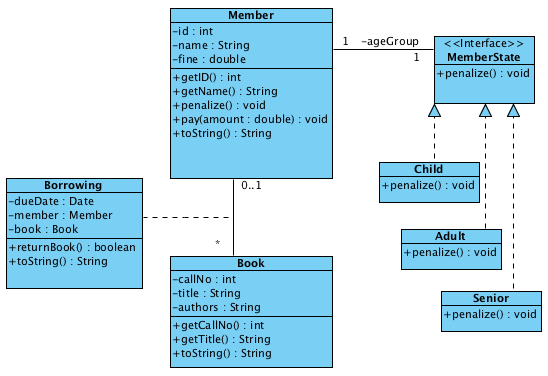 Member
-id : int
-name : String
-fine : double
+getID() : int
+getName() : String
+penalize() : void
+pay(amount : double) : void
+toString() : String
1 -ageGroup
1
<<Interface>>
MemberState
+penalize() : void
Child
+penalize() : void
Adult
+penalize() : void
Senior
+penalize() : void
0..1
*
Borrowing
-dueDate : Date
-member : Member
-book : Book
+returnBook() : boolean
+toString() : String
Book
-callNo : int
-title : String
-authors : String
+getCallNo() : int
+getTitle() : String
+toString() : String